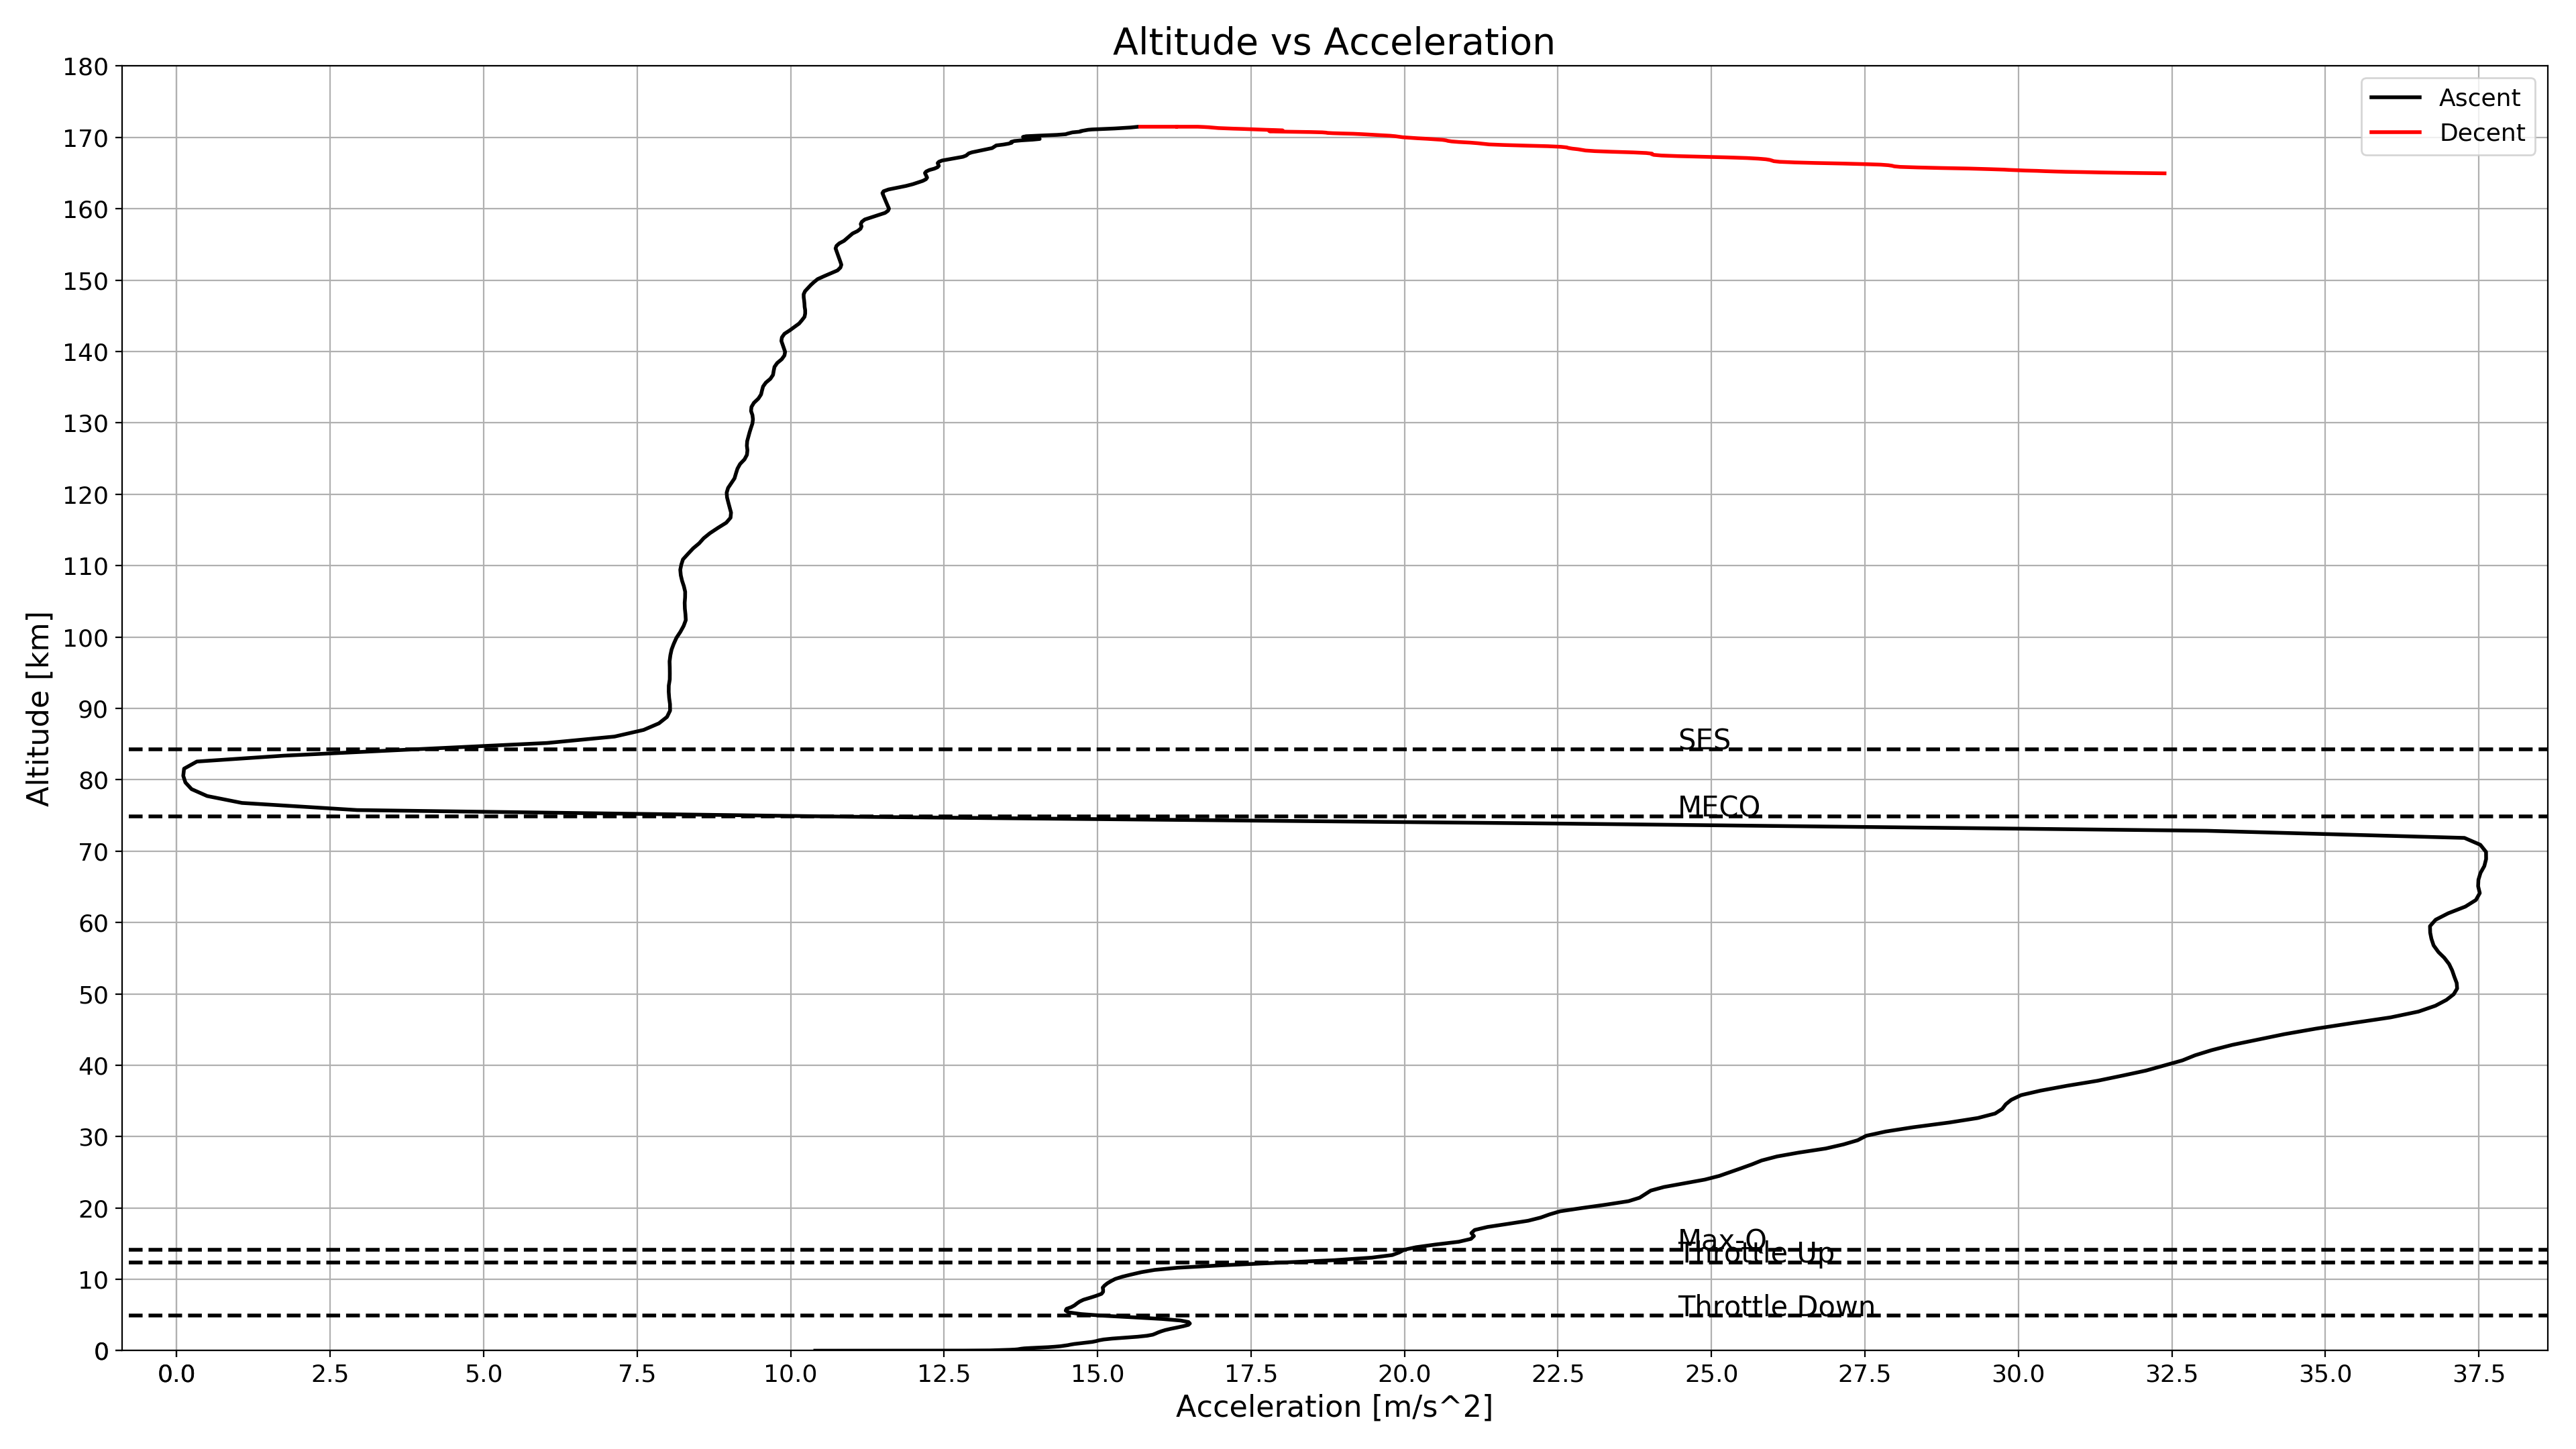 Altitude vs Acceleration
Ascent
Decent
Altitude [km]
180
170
160
150
140
130
120
110
100
90
80
70
60
50
40
30
20
10
0
SES
MECO
Max-Q
Throttle Up
Throttle Down
0.0 2.5 5.0 7.5 10.0 12.5 15.0 17.5 20.0 22.5 25.0 27.5 30.0 32.5 35.0 37.5
Acceleration [m/s^2]